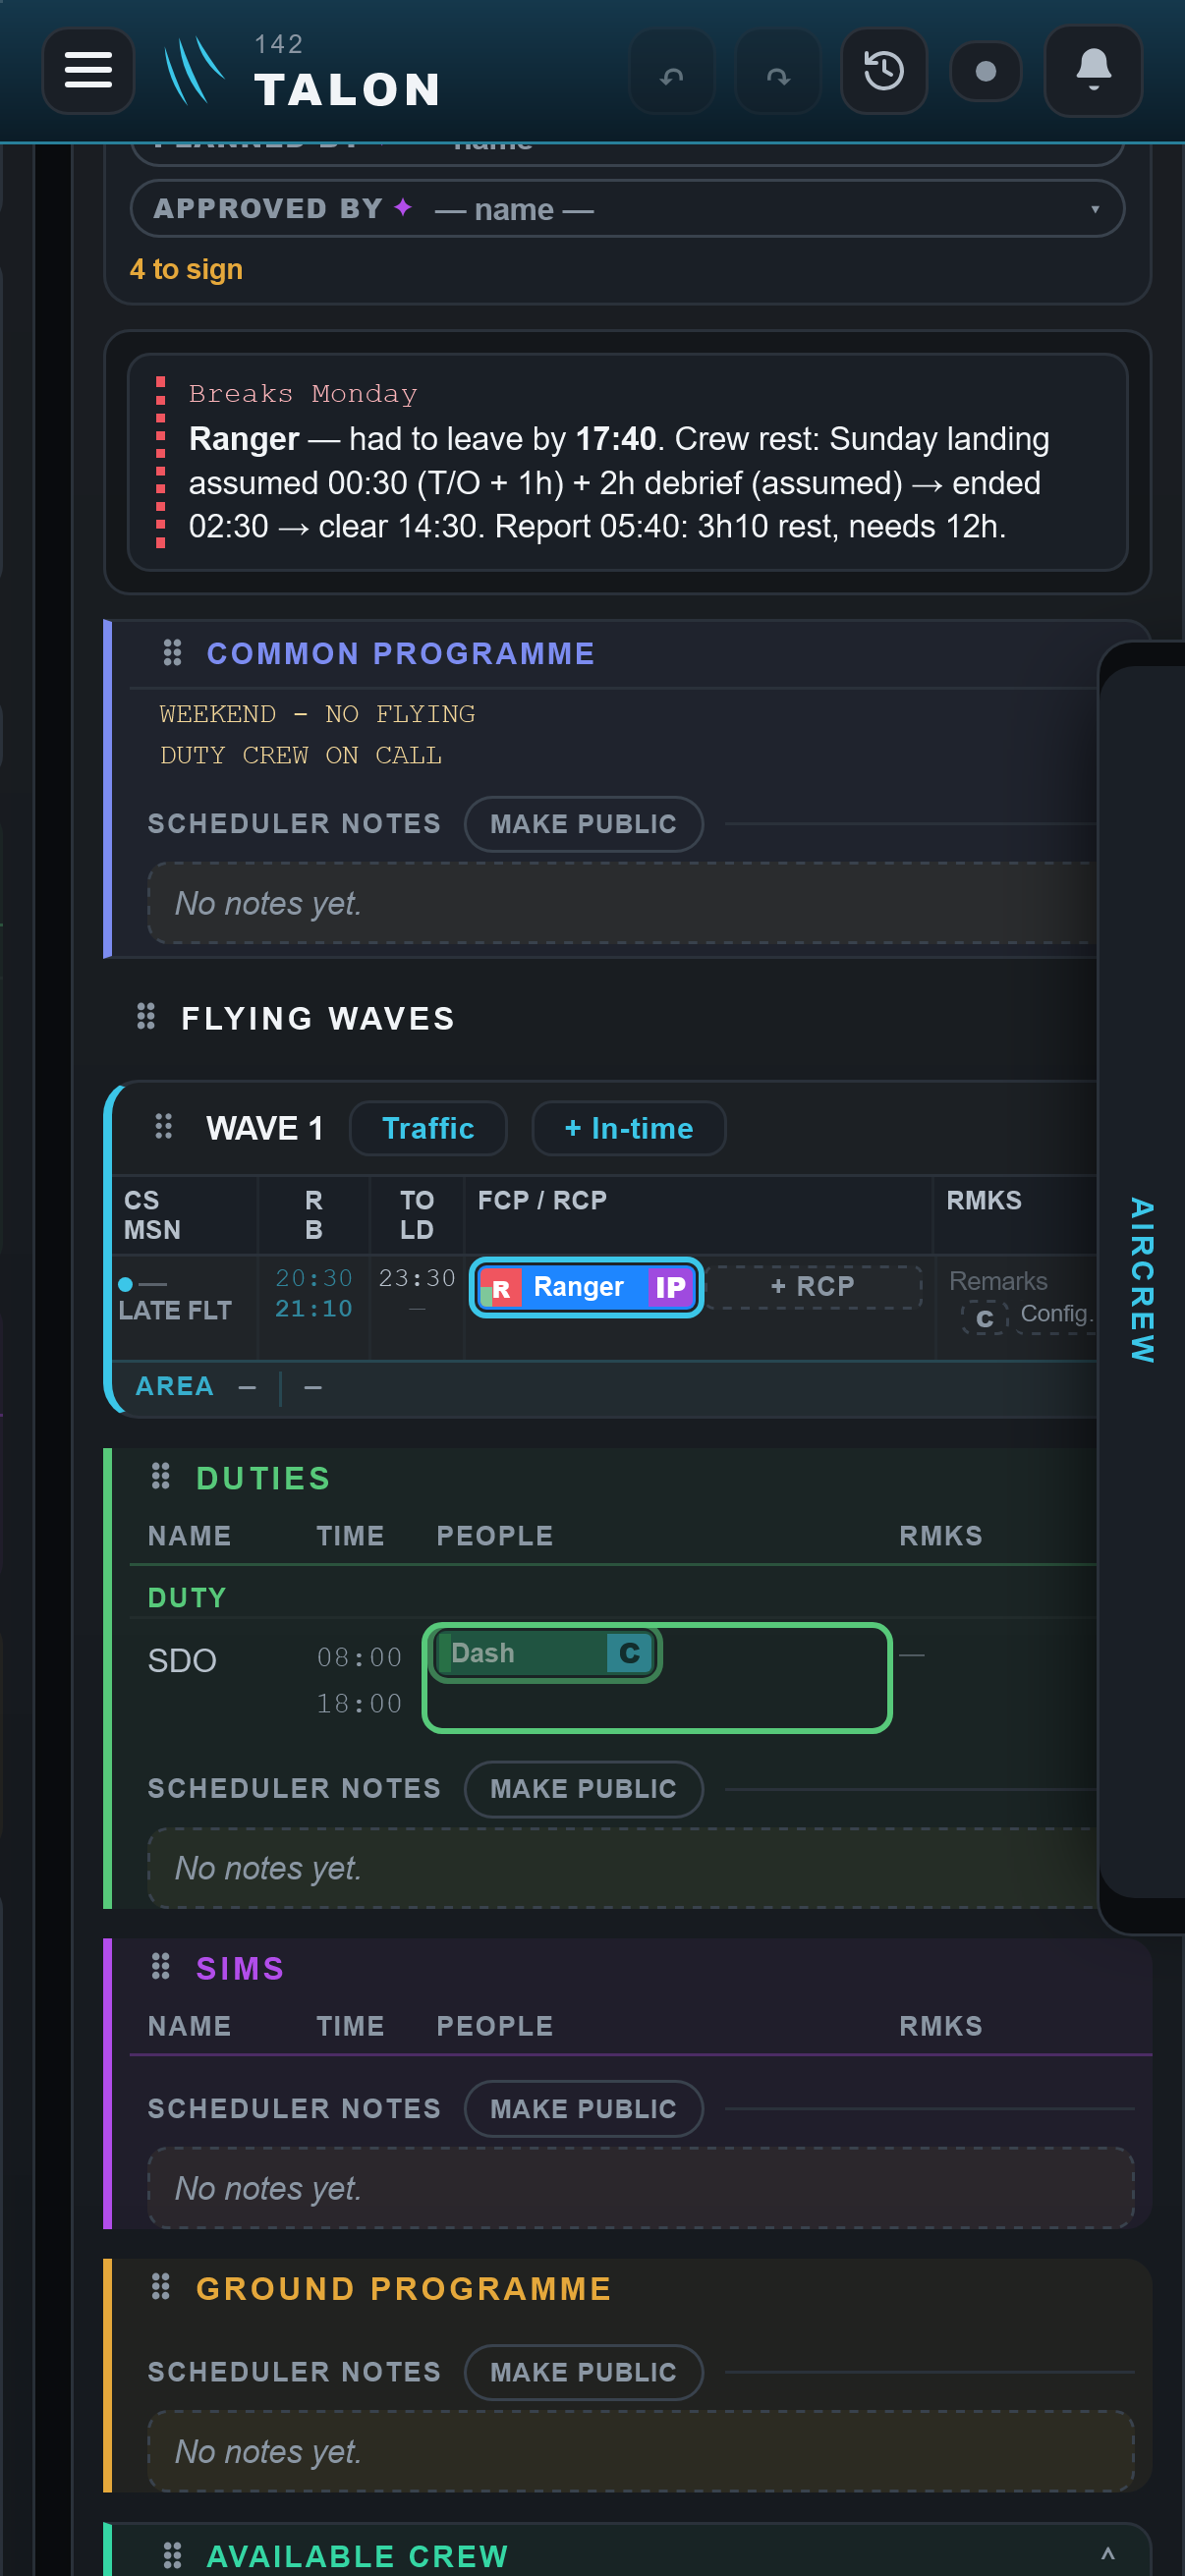 142
TALON
PLANNED BY — name —
APPROVED BY ✦ — name —
4 to sign
Breaks Monday
Ranger — had to leave by 17:40. Crew rest: Sunday landing
assumed 00:30 (T/O + 1h) + 2h debrief (assumed) → ended
02:30 → clear 14:30. Report 05:40: 3h10 rest, needs 12h.
COMMON PROGRAMME
WEEKEND – NO FLYING
DUTY CREW ON CALL
SCHEDULER NOTES MAKE PUBLIC
No notes yet.
FLYING WAVES
WAVE 1 Traffic + In-time
CS R TO FCP / RCP RMKS
MSN B LD
— 20:30 23:30 R Ranger IP + RCP Remarks
LATE FLT 21:10 — C Config.
AREA — | —
DUTIES
NAME TIME PEOPLE RMKS
DUTY
SDO 08:00 Dash C —
18:00
SCHEDULER NOTES MAKE PUBLIC
No notes yet.
SIMS
NAME TIME PEOPLE RMKS
SCHEDULER NOTES MAKE PUBLIC
No notes yet.
GROUND PROGRAMME
SCHEDULER NOTES MAKE PUBLIC
No notes yet.
AVAILABLE CREW
AIRCREW